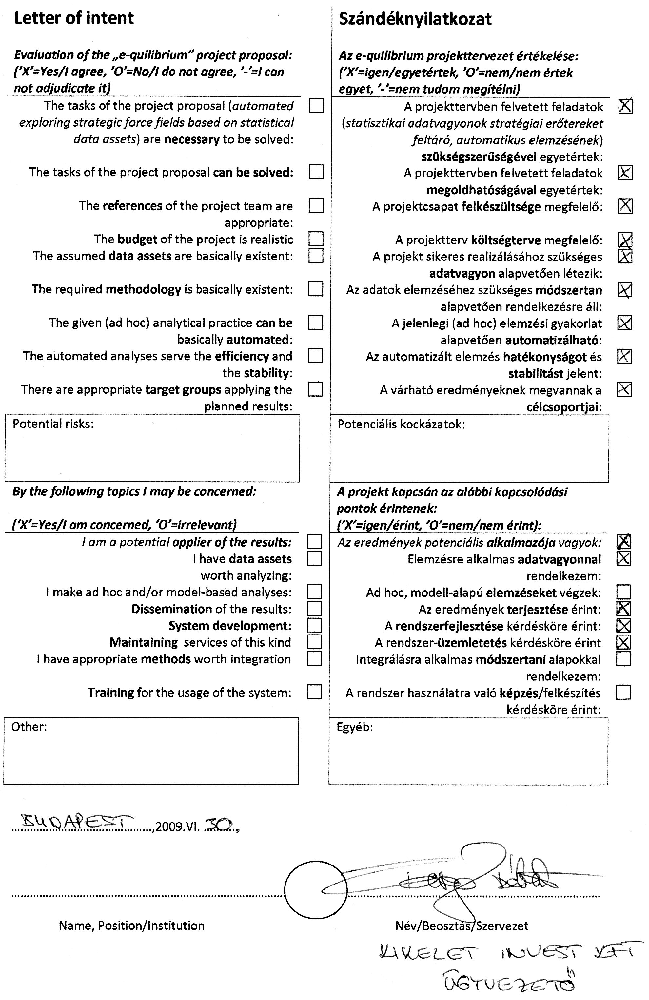 Letter of intent
Evaluation of the „e-quilibrium” project proposal:
(’X’=Yes/I agree, ’O’=No/I do not agree, ’-’=I can
not adjudicate it)
The tasks of the project proposal (automated
exploring strategic force fields based on statistical
data assets) are necessary to be solved:
The tasks of the project proposal can be solved:
The references of the project team are
appropriate:
The budget of the project is realistic
The assumed data assets are basically existent:
The required methodology is basically existent:
The given (ad hoc) analytical practice can be
basically automated:
The automated analyses serve the efficiency and
the stability:
There are appropriate target groups applying the
planned results:
Potential risks:
By the following topics I may be concerned:
(‘X’=Yes/I am concerned, ‘O’=irrelevant)
I am a potential applier of the results:
I have data assets
worth analyzing:
I make ad hoc and/or model-based analyses:
Dissemination of the results:
System development:
Maintaining services of this kind
I have appropriate methods worth integration
Training for the usage of the system:
Other:
Szándéknyilatkozat
Az e-quilibrium projekttervezet értékelése:
(’X’=igen/egyetértek, ’O’=nem/nem értek
egyet, ’-’=nem tudom megítélni)
A projekttervben felvetett feladatok
(statisztikai adatvagyonok stratégiai erőtereket
feltáró, automatikus elemzésének)
szükségszerűségével egyetértek:
A projekttervben felvetett feladatok
megoldhatóságával egyetértek:
A projektcsapat felkészültsége megfelelő:
A projektterv költségterve megfelelő:
A projekt sikeres realizálásához szükséges
adatvagyon alapvetően létezik:
Az adatok elemzéséhez szükséges módszertan
alapvetően rendelkezésre áll:
A jelenlegi (ad hoc) elemzési gyakorlat
alapvetően automatizálható:
Az automatizált elemzés hatékonyságot és
stabilitást jelent:
A várható eredményeknek megvannak a
célcsoportjai:
Potenciális kockázatok:
A projekt kapcsán az alábbi kapcsolódási
pontok érintenek:
(’X’=igen/érint, ’O’=nem/nem érint):
Az eredmények potenciális alkalmazója vagyok:
Elemzésre alkalmas adatvagyonnal
rendelkezem:
Ad hoc, modell-alapú elemzéseket végzek:
Az eredmények terjesztése érint:
A rendszerfejlesztése kérdésköre érint:
A rendszer-üzemletetés kérdésköre érint
Integrálásra alkalmas módszertani alapokkal
rendelkezem:
A rendszer használatra való képzés/felkészítés
kérdésköre érint:
Egyéb:
BUDAPEST,2009.VI. 30.,
Name, Position/Institution
Név/Beosztás/Szervezet
KIKELET INVEST KFT
ÜGYVEZETŐ